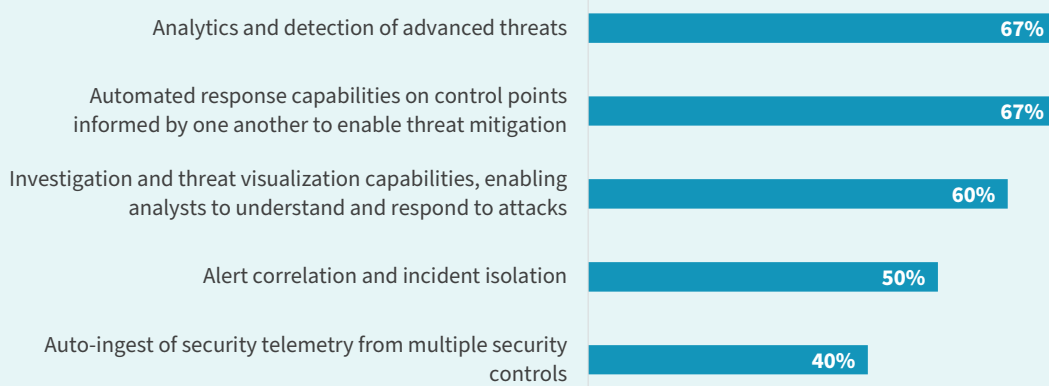 Analytics and detection of advanced threats
67%
Automated response capabilities on control points
informed by one another to enable threat mitigation
67%
Investigation and threat visualization capabilities, enabling
analysts to understand and respond to attacks
60%
Alert correlation and incident isolation
50%
Auto-ingest of security telemetry from multiple security
controls
40%